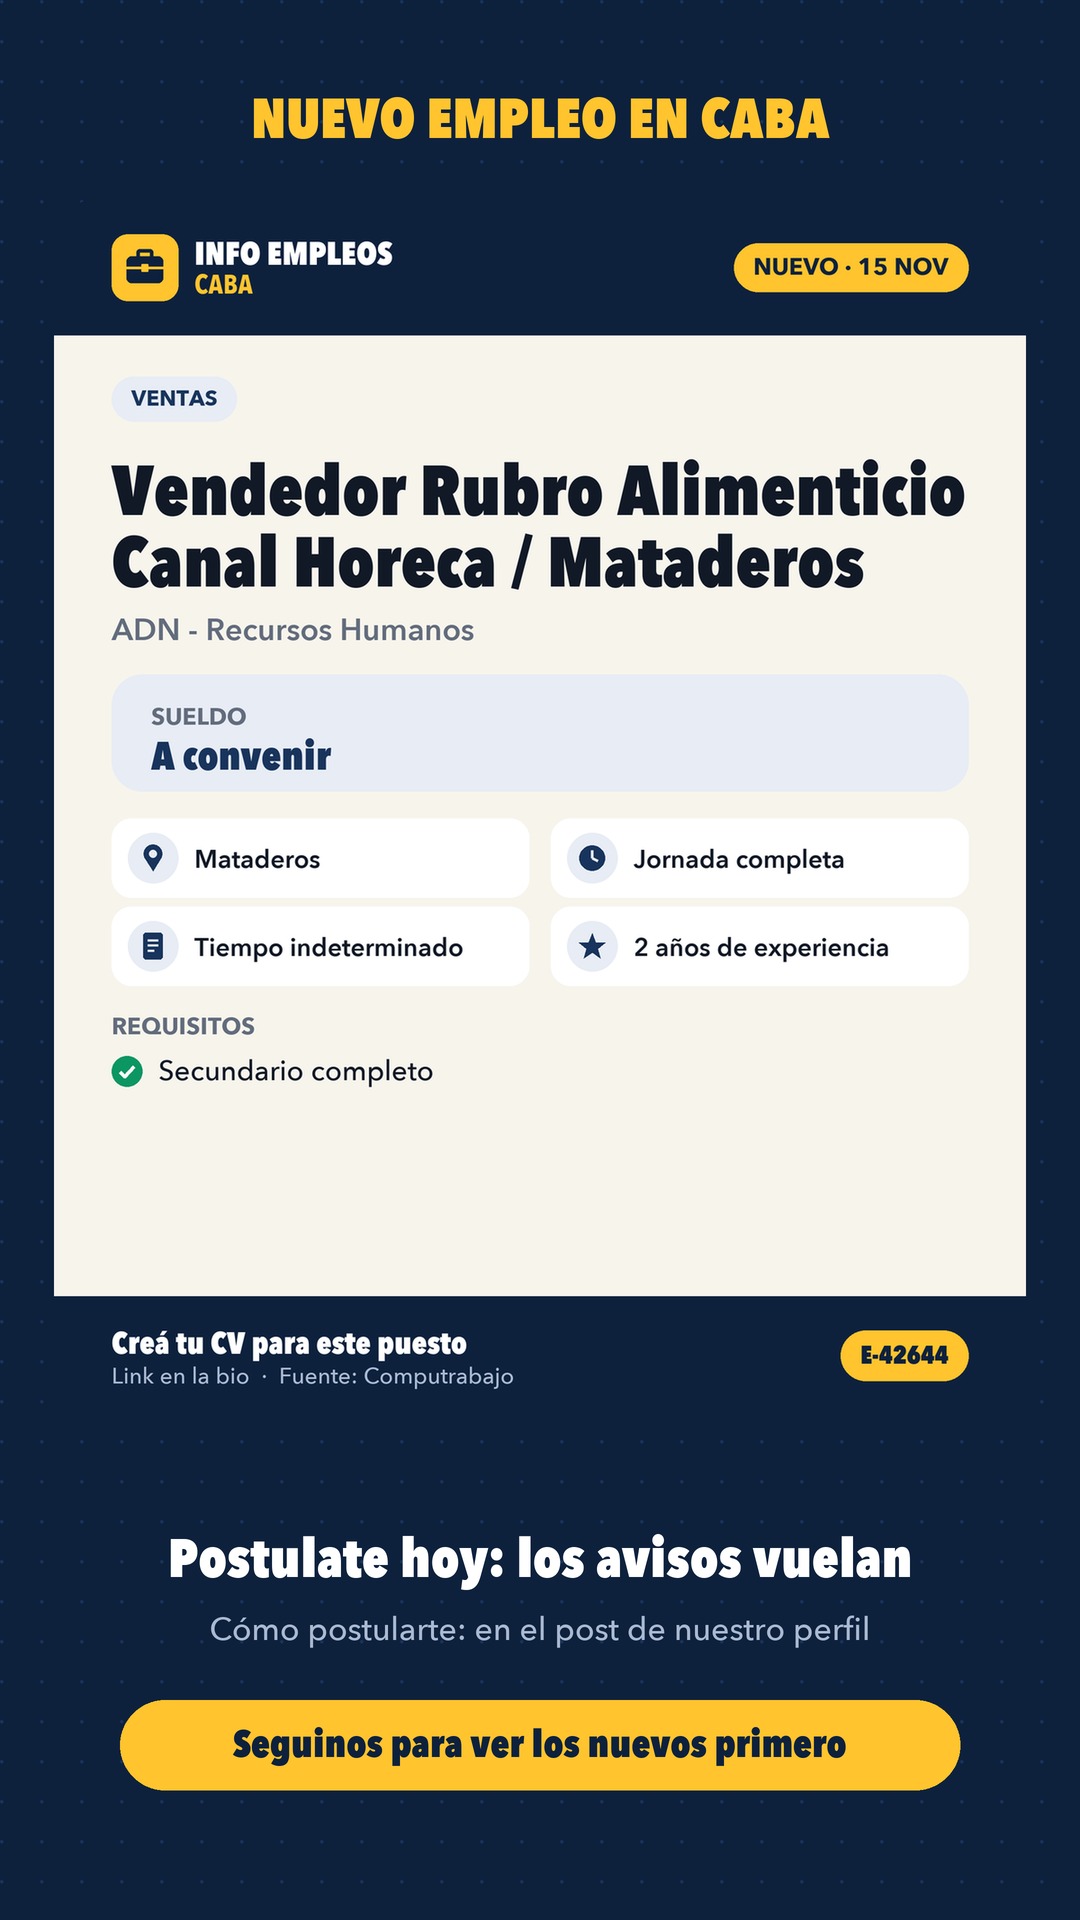 NUEVO EMPLEO EN CABA
INFO EMPLEOS
CABA
NUEVO · 15 NOV
VENTAS
Vendedor Rubro Alimenticio
Canal Horeca / Mataderos
ADN - Recursos Humanos
SUELDO
A convenir
Mataderos
Jornada completa
Tiempo indeterminado
2 años de experiencia
REQUISITOS
Secundario completo
Creá tu CV para este puesto
Link en la bio · Fuente: Computrabajo
E-42644
Postulate hoy: los avisos vuelan
Cómo postularte: en el post de nuestro perfil
Seguinos para ver los nuevos primero